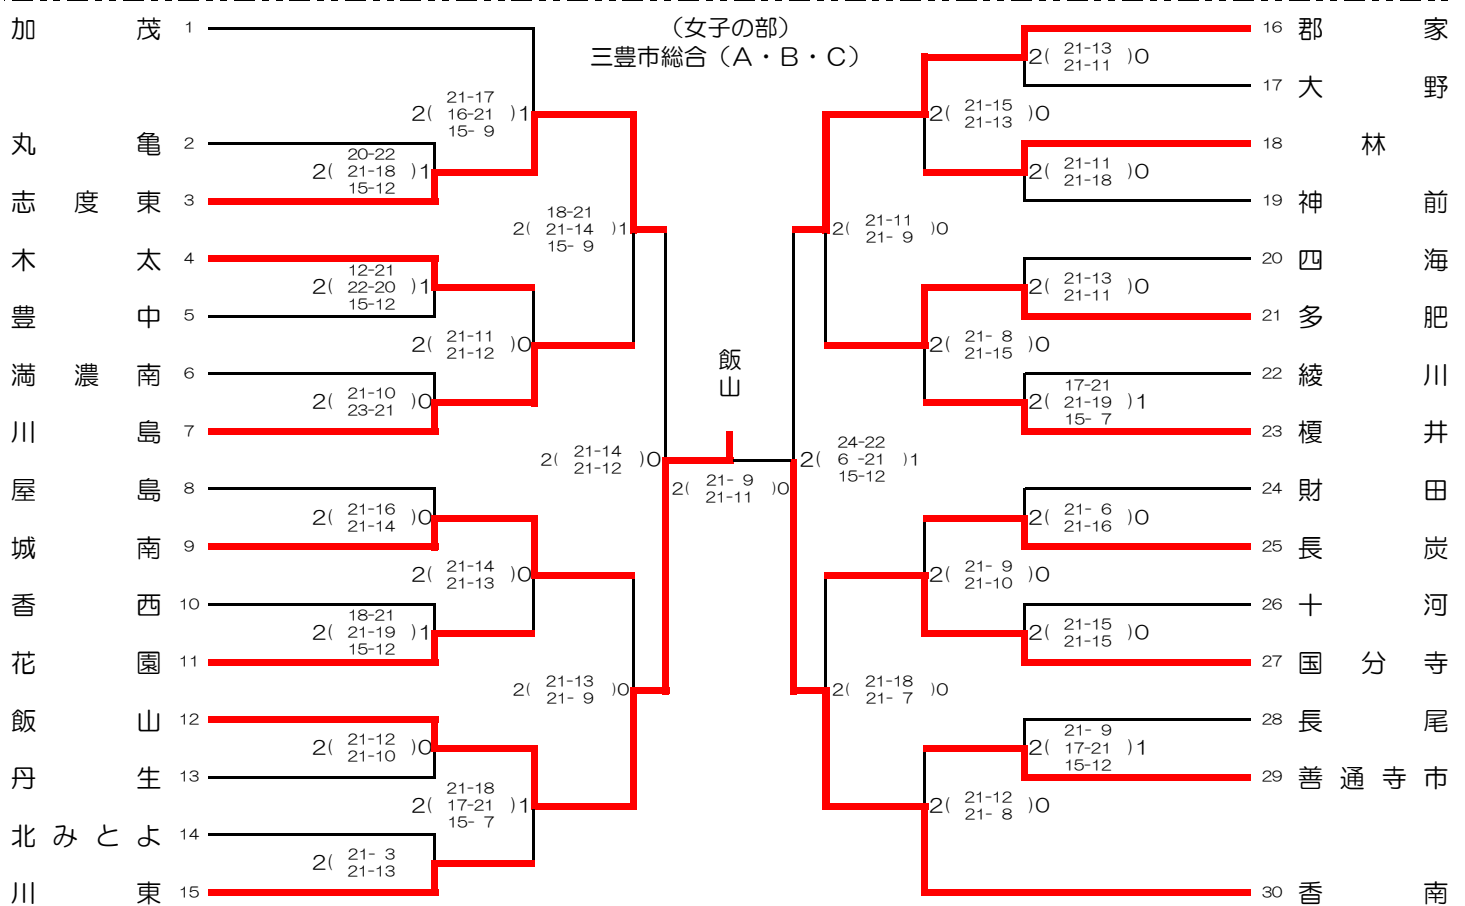 （女子の部）
三豊市総合（A・B・C）
加茂 1
丸亀 2
志度東 3
木太 4
豊中 5
満濃南 6
川島 7
屋島 8
城南 9
香西 10
花園 11
飯山 12
丹生 13
北みとよ 14
川東 15
2( 20-22 21-18 15-12 )1
2( 12-21 22-20 15-12 )1
2( 21-10 23-21 )0
2( 21-16 21-14 )0
2( 18-21 21-19 15-12 )1
2( 21-12 21-10 )0
2( 21- 3 21-13
2( 21-17 16-21 15- 9 )1
2( 21-11 21-12 )0
2( 21-14 21-13 )0
2( 21-18 17-21 15- 7 )1
2( 18-21 21-14 15- 9 )1
2( 21-13 21- 9 )0
2( 21-14 21-12 )0
飯山
2( 21- 9 21-11 )0
2( 24-22 6 -21 15-12 )1
2( 21-11 21- 9 )0
2( 21-18 21- 7 )0
2( 21-15 21-13 )0
2( 21- 8 21-15 )0
2( 21- 9 21-10 )0
2( 21-12 21- 8 )0
2( 21-13 21-11 )0
2( 21-11 21-18 )0
2( 21-13 21-11 )0
2( 17-21 21-19 15- 7 )1
2( 21- 6 21-16 )0
2( 21-15 21-15 )0
2( 21- 9 17-21 15-12 )1
16 郡家
17 大野
18 林
19 神前
20 四海
21 多肥
22 綾川
23 榎井
24 財田
25 長炭
26 十河
27 国分寺
28 長尾
29 善通寺市
30 香南